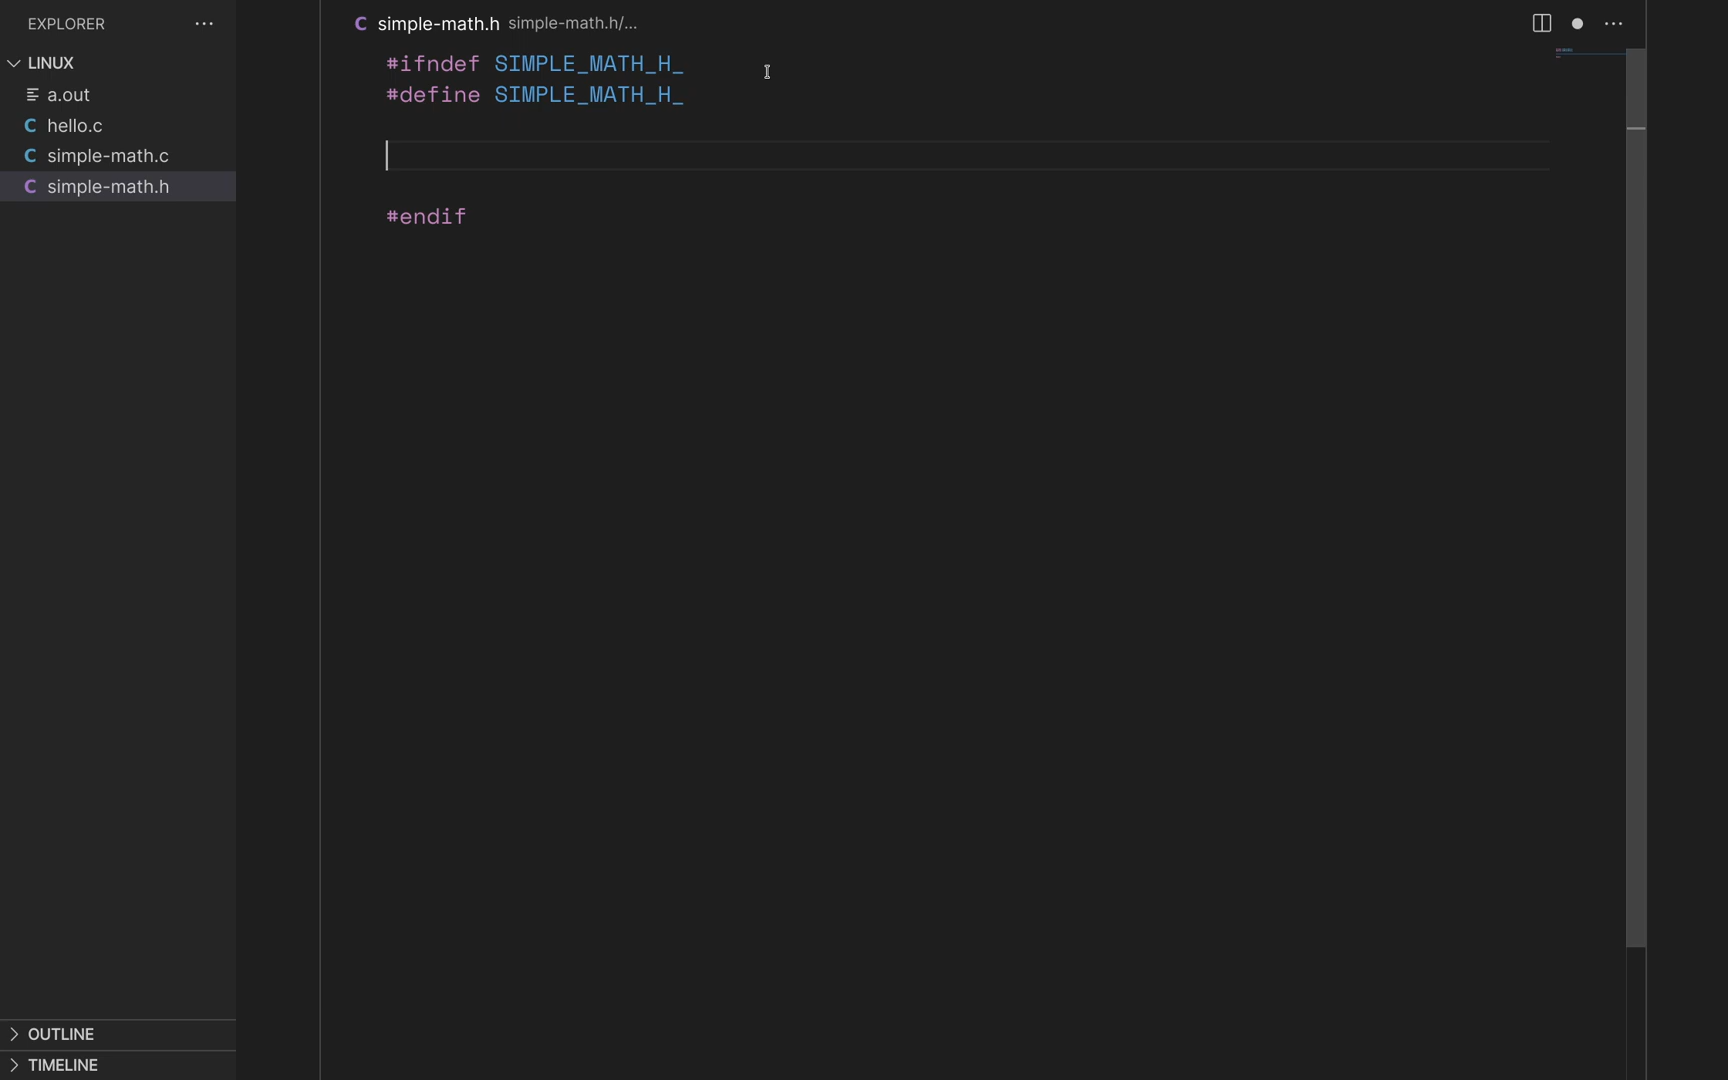 EXPLORER
LINUX
a.out
C hello.c
C simple-math.c
C simple-math.h
OUTLINE
TIMELINE
C simple-math.h simple-math.h/...
#ifndef SIMPLE_MATH_H_
#define SIMPLE_MATH_H_
#endif